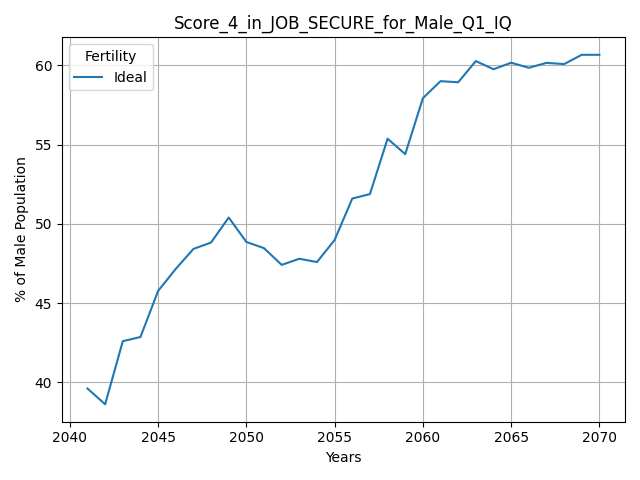 Score_4_in_JOB_SECURE_for_Male_Q1_IQ
Fertility
Ideal
% of Male Population
60
55
50
45
40
2040 2045 2050 2055 2060 2065 2070
Years